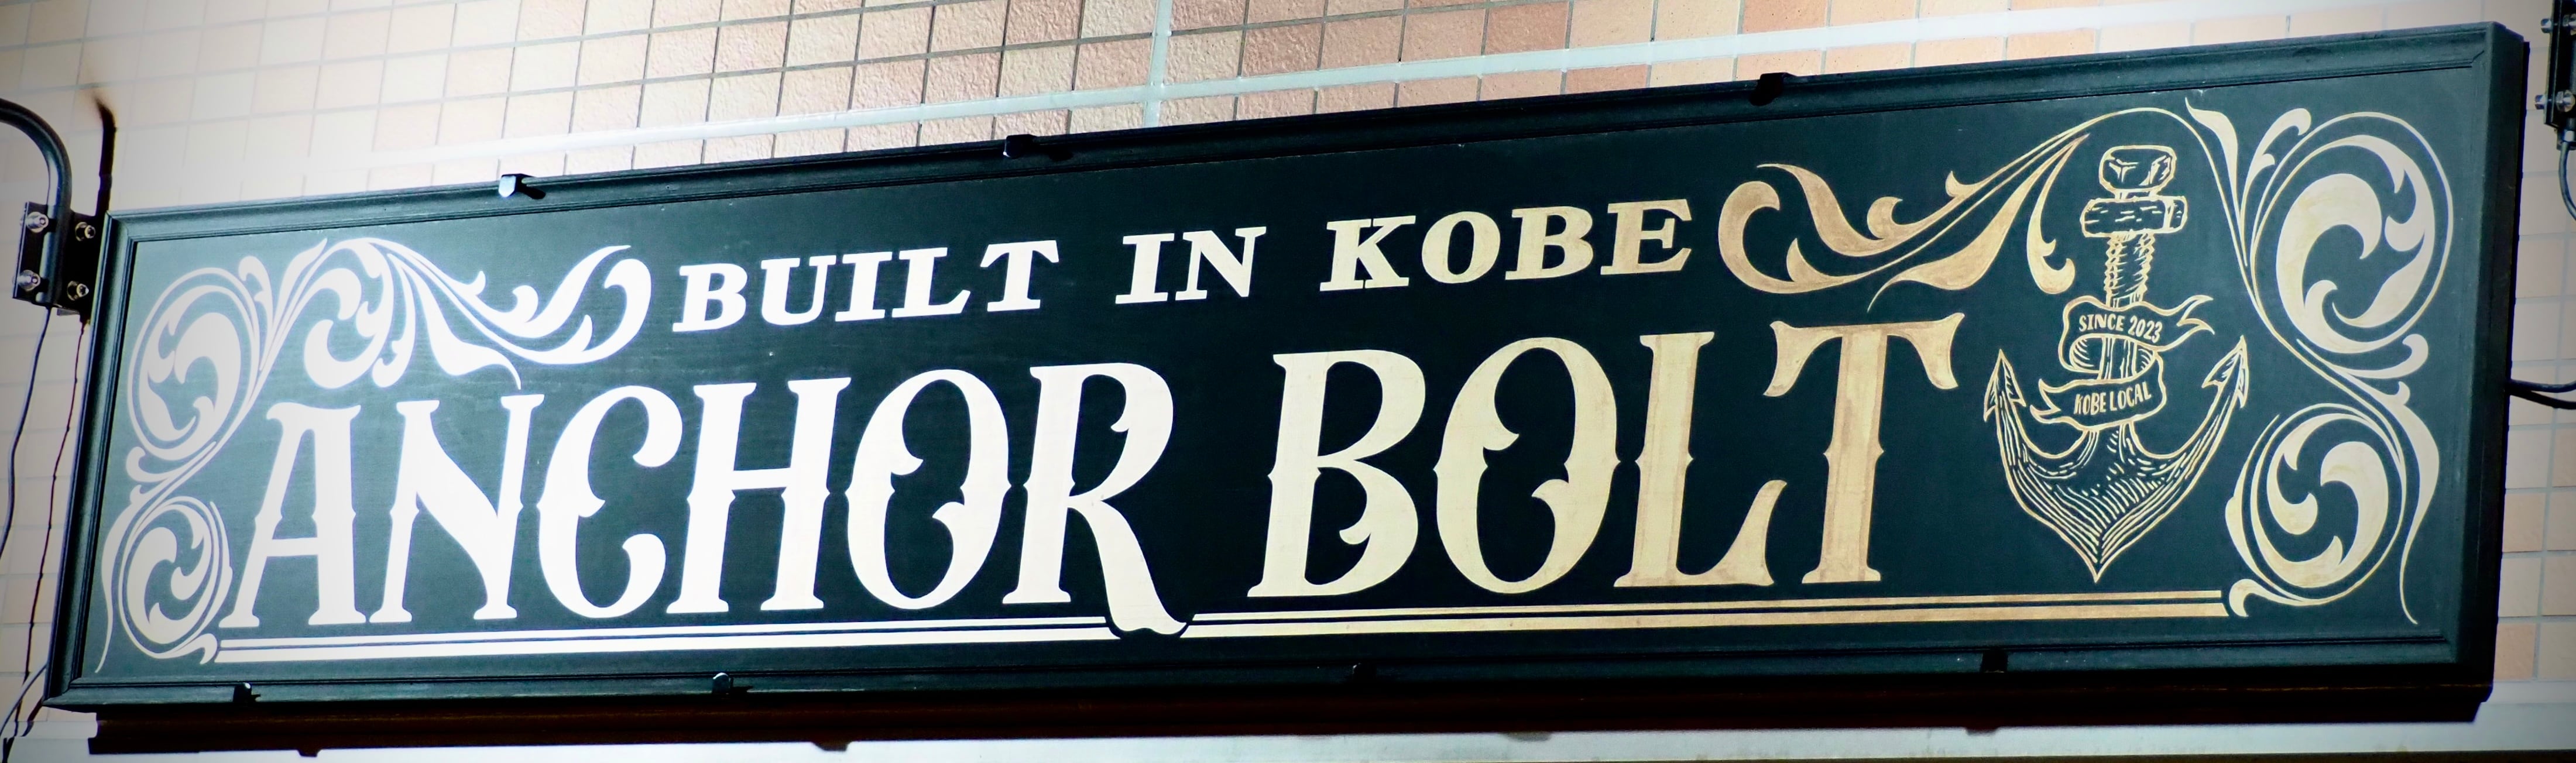 BUILT IN KOBE
ANCHOR BOLT
SINCE 2023
KOBE LOCAL